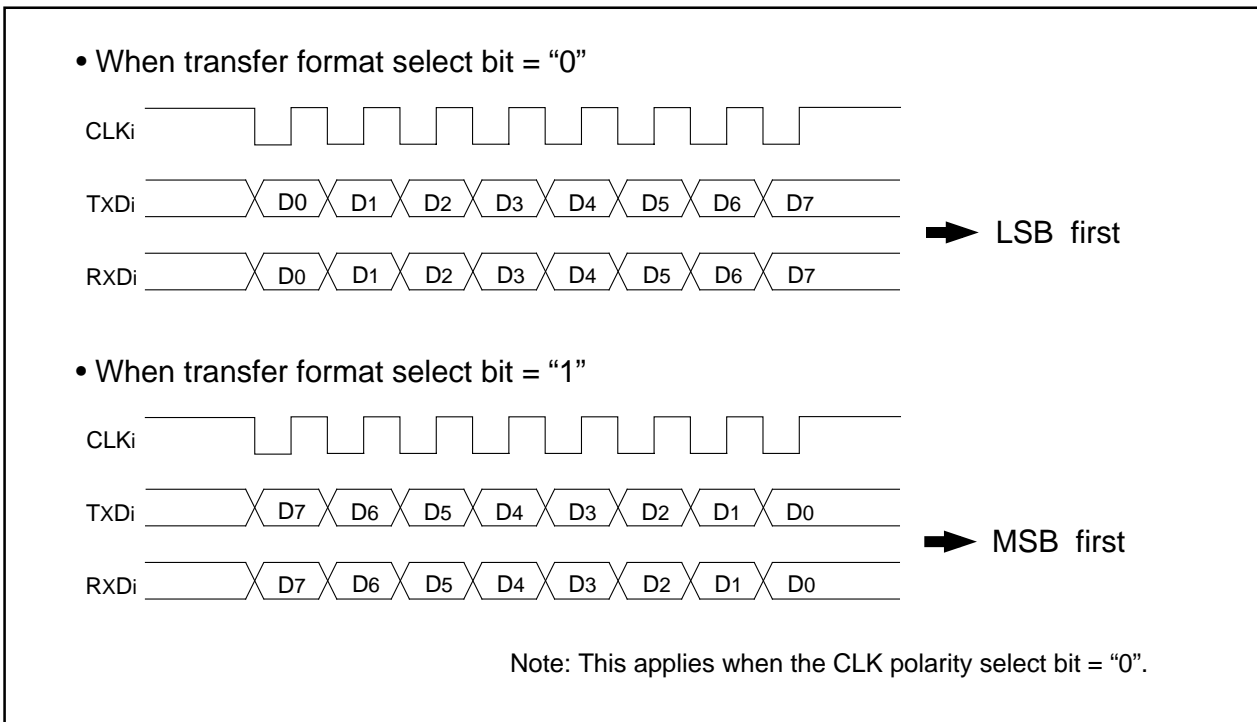 • When transfer format select bit = “0”
CLKi
TXDi D0 D1 D2 D3 D4 D5 D6 D7
LSB first
RXDi D0 D1 D2 D3 D4 D5 D6 D7
• When transfer format select bit = “1”
CLKi
TXDi D7 D6 D5 D4 D3 D2 D1 D0
MSB first
RXDi D7 D6 D5 D4 D3 D2 D1 D0
Note: This applies when the CLK polarity select bit = “0”.